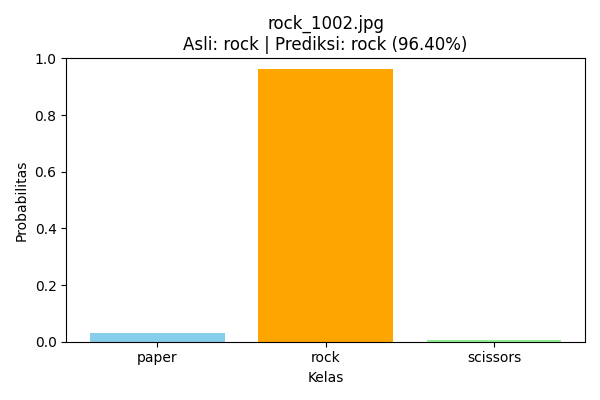 rock_1002.jpg
Asli: rock | Prediksi: rock (96.40%)
1.0
0.8
0.6
0.4
0.2
0.0
Probabilitas
paper rock scissors
Kelas